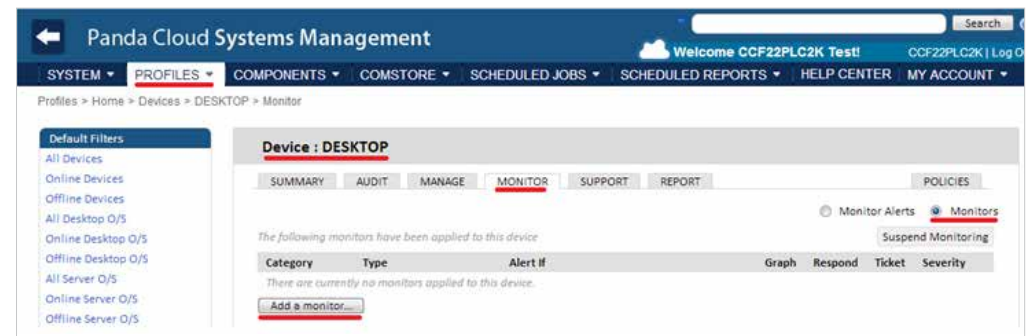 Panda Cloud Systems Management
Search
Welcome CCF22PLC2K Test!
CCF22PLC2K | Log O
SYSTEM PROFILES COMPONENTS COMSTORE SCHEDULED JOBS SCHEDULED REPORTS HELP CENTER MY ACCOUNT
Profiles > Home > Devices > DESKTOP > Monitor
Default Filters
All Devices
Online Devices
Offline Devices
All Desktop O/S
Online Desktop O/S
Offline Desktop O/S
All Server O/S
Online Server O/S
Offline Server O/S
Device : DESKTOP
SUMMARY AUDIT MANAGE MONITOR SUPPORT REPORT POLICIES
Monitor Alerts Monitors
The following monitors have been applied to this device
Suspend Monitoring
Category Type Alert If Graph Respond Ticket Severity
There are currently no monitors applied to this device.
Add a monitor...